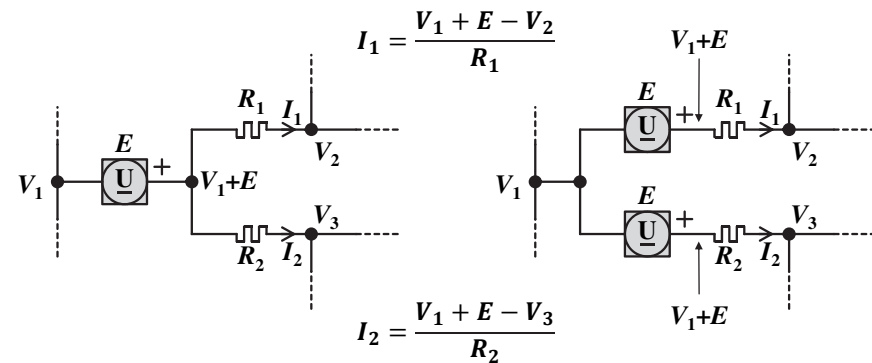 I₁ = (V₁ + E − V₂) / R₁
V₁+E
R₁
I₁
E
V₂
E
+
V₁
U
V₁+E
V₃
R₂
I₂
E
+
R₁
I₁
U
V₂
V₁
E
+
V₃
U
R₂
I₂
V₁+E
I₂ = (V₁ + E − V₃) / R₂